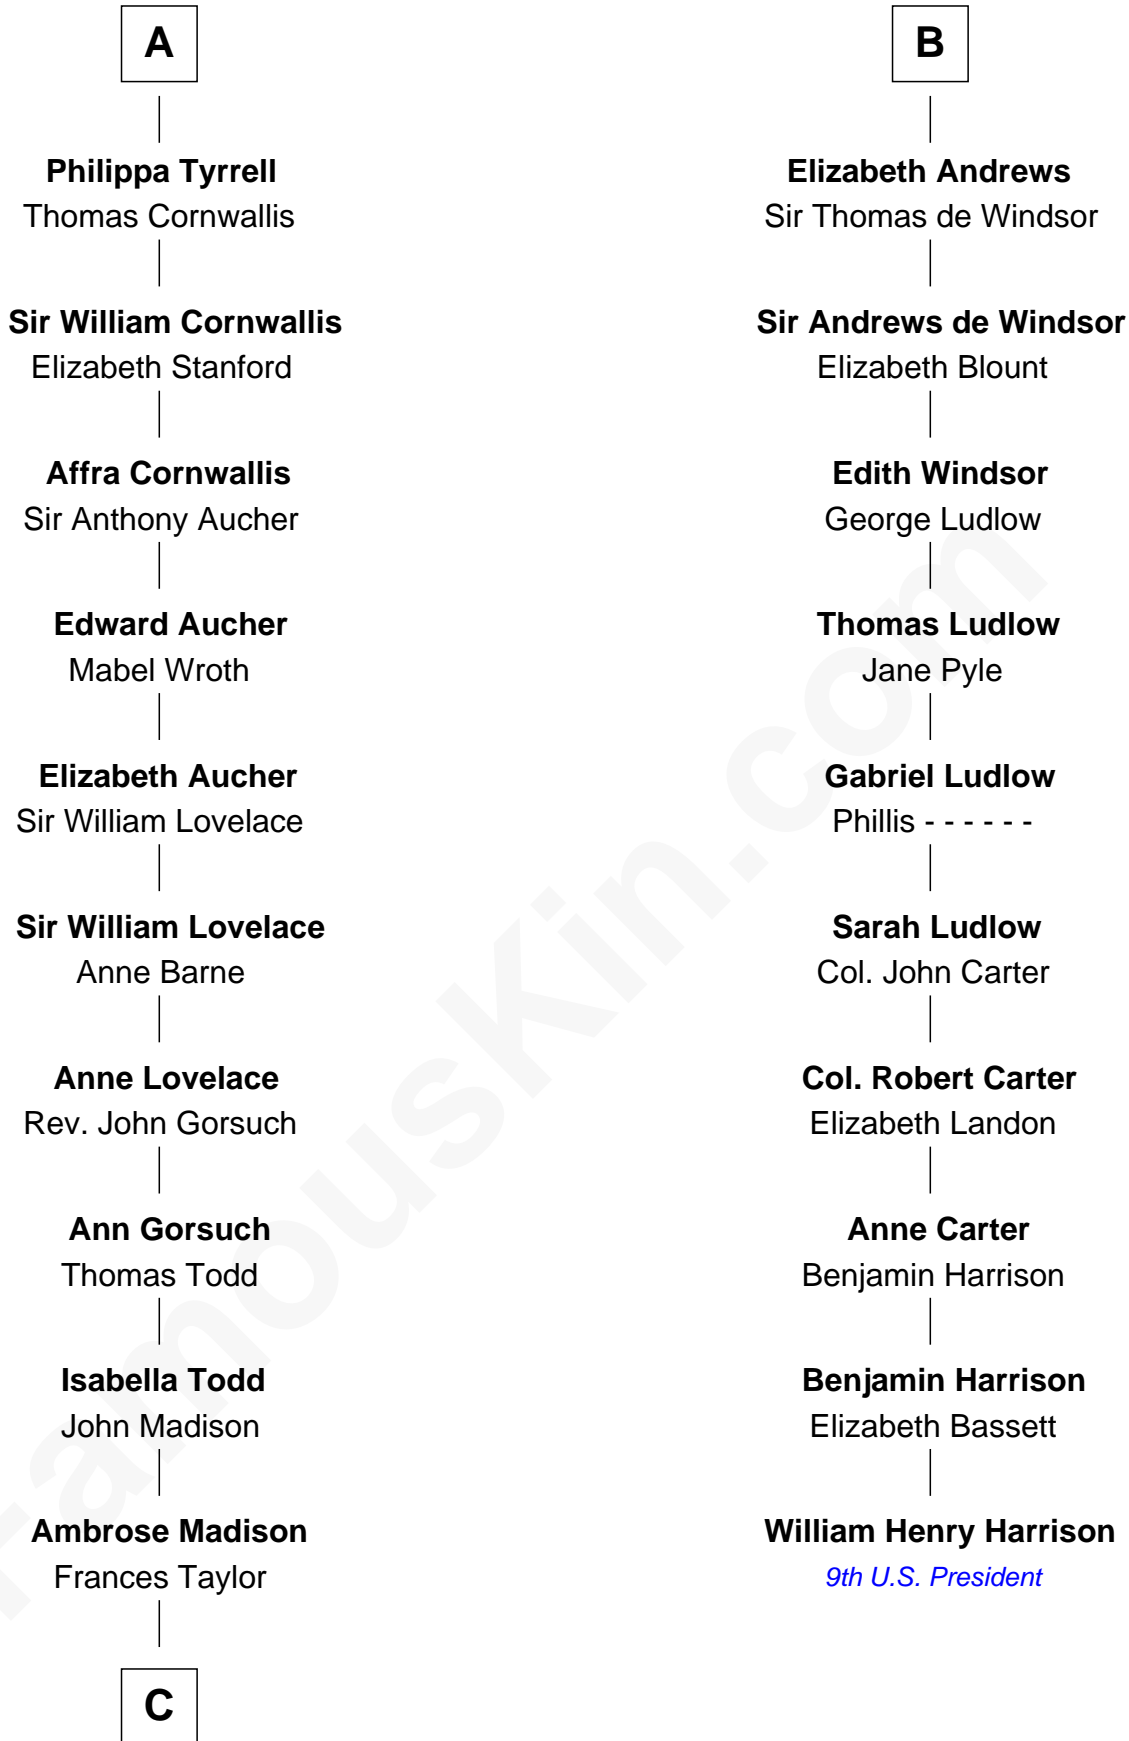 A
Philippa Tyrrell
Thomas Cornwallis
Sir William Cornwallis
Elizabeth Stanford
Affra Cornwallis
Sir Anthony Aucher
Edward Aucher
Mabel Wroth
Elizabeth Aucher
Sir William Lovelace
Sir William Lovelace
Anne Barne
Anne Lovelace
Rev. John Gorsuch
Ann Gorsuch
Thomas Todd
Isabella Todd
John Madison
Ambrose Madison
Frances Taylor
C
B
Elizabeth Andrews
Sir Thomas de Windsor
Sir Andrews de Windsor
Elizabeth Blount
Edith Windsor
George Ludlow
Thomas Ludlow
Jane Pyle
Gabriel Ludlow
Phillis - - - - - -
Sarah Ludlow
Col. John Carter
Col. Robert Carter
Elizabeth Landon
Anne Carter
Benjamin Harrison
Benjamin Harrison
Elizabeth Bassett
William Henry Harrison
9th U.S. President
FamousKin.com